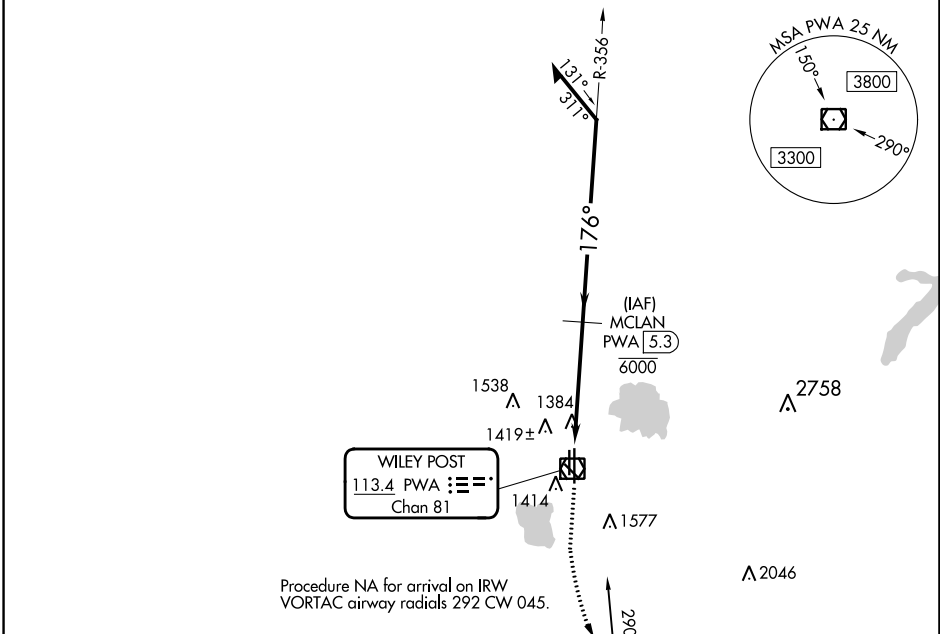 R-356
131°
311°
MSA PWA 25 NM
150°
3800
290°
3300
176°
(IAF)
MCLAN
PWA 5.3
6000
1538
1384
2758
1419±
WILEY POST
113.4 PWA
Chan 81
1414
1577
2046
Procedure NA for arrival on IRW
VORTAC airway radials 292 CW 045.
290